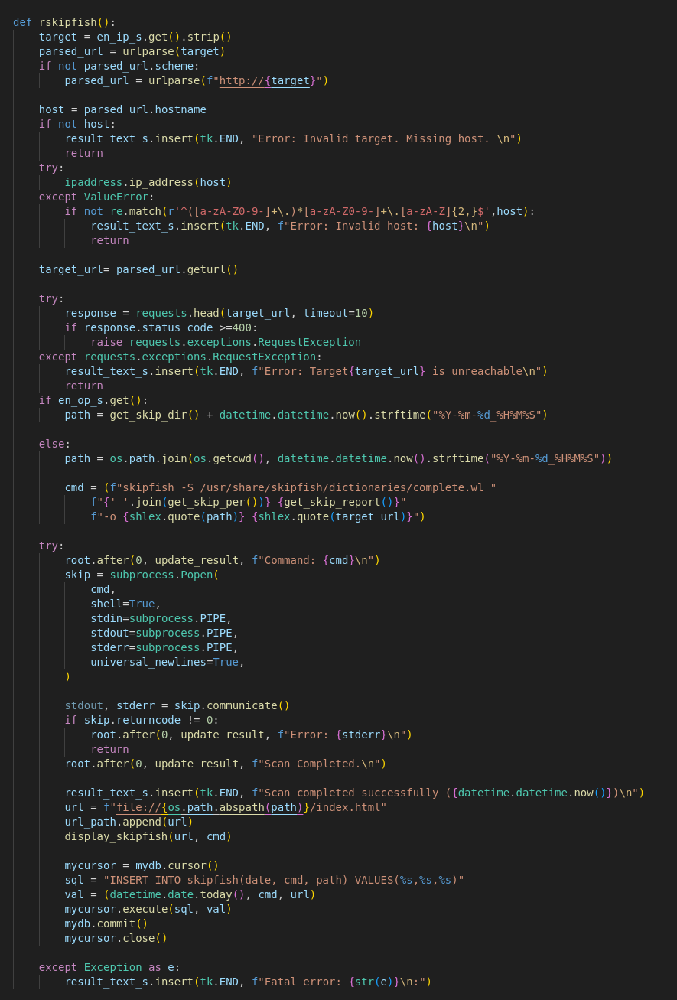 def rskipfish():
    target = en_ip_s.get().strip()
    parsed_url = urlparse(target)
    if not parsed_url.scheme:
        parsed_url = urlparse(f"http://{target}")

    host = parsed_url.hostname
    if not host:
        result_text_s.insert(tk.END, "Error: Invalid target. Missing host. \n")
        return
    try:
        ipaddress.ip_address(host)
    except ValueError:
        if not re.match(r'^([a-zA-Z0-9-]+\.)*[a-zA-Z0-9-]+\.[a-zA-Z]{2,}$',host):
            result_text_s.insert(tk.END, f"Error: Invalid host: {host}\n")
            return

    target_url= parsed_url.geturl()

    try:
        response = requests.head(target_url, timeout=10)
        if response.status_code >=400:
            raise requests.exceptions.RequestException
    except requests.exceptions.RequestException:
        result_text_s.insert(tk.END, f"Error: Target{target_url} is unreachable\n")
        return
    if en_op_s.get():
        path = get_skip_dir() + datetime.datetime.now().strftime("%Y-%m-%d_%H%M%S")

    else:
        path = os.path.join(os.getcwd(), datetime.datetime.now().strftime("%Y-%m-%d_%H%M%S"))

        cmd = (f"skipfish -S /usr/share/skipfish/dictionaries/complete.wl "
            f"{' '.join(get_skip_per())} {get_skip_report()}"
            f"-o {shlex.quote(path)} {shlex.quote(target_url)}")

    try:
        root.after(0, update_result, f"Command: {cmd}\n")
        skip = subprocess.Popen(
            cmd,
            shell=True,
            stdin=subprocess.PIPE,
            stdout=subprocess.PIPE,
            stderr=subprocess.PIPE,
            universal_newlines=True,
        )

        stdout, stderr = skip.communicate()
        if skip.returncode != 0:
            root.after(0, update_result, f"Error: {stderr}\n")
            return
        root.after(0, update_result, f"Scan Completed.\n")

        result_text_s.insert(tk.END, f"Scan completed successfully ({datetime.datetime.now()})\n")
        url = f"file://{os.path.abspath(path)}/index.html"
        url_path.append(url)
        display_skipfish(url, cmd)

        mycursor = mydb.cursor()
        sql = "INSERT INTO skipfish(date, cmd, path) VALUES(%s,%s,%s)"
        val = (datetime.date.today(), cmd, url)
        mycursor.execute(sql, val)
        mydb.commit()
        mycursor.close()

    except Exception as e:
        result_text_s.insert(tk.END, f"Fatal error: {str(e)}\n:")